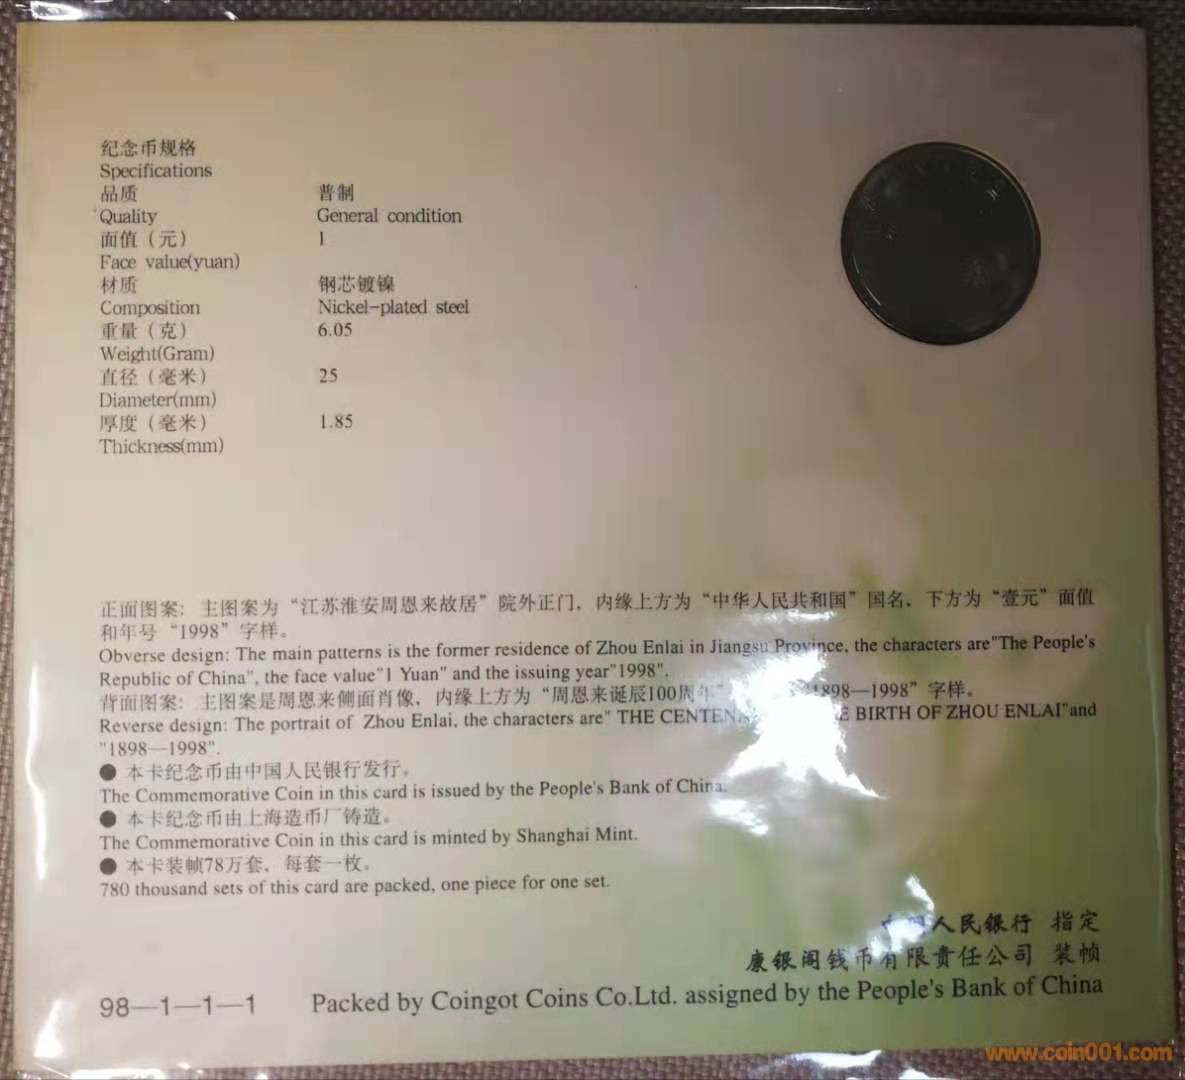 纪念币规格
Specifications
品质 普制
Quality General condition
面值（元） 1
Face value(yuan)
材质 钢芯镀镍
Composition Nickel-plated steel
重量（克） 6.05
Weight(Gram)
直径（毫米） 25
Diameter(mm)
厚度（毫米） 1.85
Thickness(mm)
正面图案：主图案为“江苏淮安周恩来故居”院外正门，内缘上方为“中华人民共和国”国名，下方为“壹元”面值
和年号“1998”字样。
Obverse design: The main patterns is the former residence of Zhou Enlai in Jiangsu Province, the characters are"The People's
Republic of China", the face value"1 Yuan" and the issuing year"1998".
背面图案：主图案是周恩来侧面肖像，内缘上方为“周恩来诞辰100周年” 1898—1998”字样。
Reverse design: The portrait of Zhou Enlai, the characters are" THE BIRTH OF ZHOU ENLAI"and
"1898—1998".
● 本卡纪念币由中国人民银行发行。
The Commemorative Coin in this card is issued by the People's Bank of China.
● 本卡纪念币由上海造币厂铸造。
The Commemorative Coin in this card is minted by Shanghai Mint.
● 本卡装帧78万套，每套一枚。
780 thousand sets of this card are packed, one piece for one set.
中国人民银行 指定
康银阁钱币有限责任公司 装帧
98—1—1—1 Packed by Coingot Coins Co.Ltd. assigned by the People's Bank of China
www.coin001.com